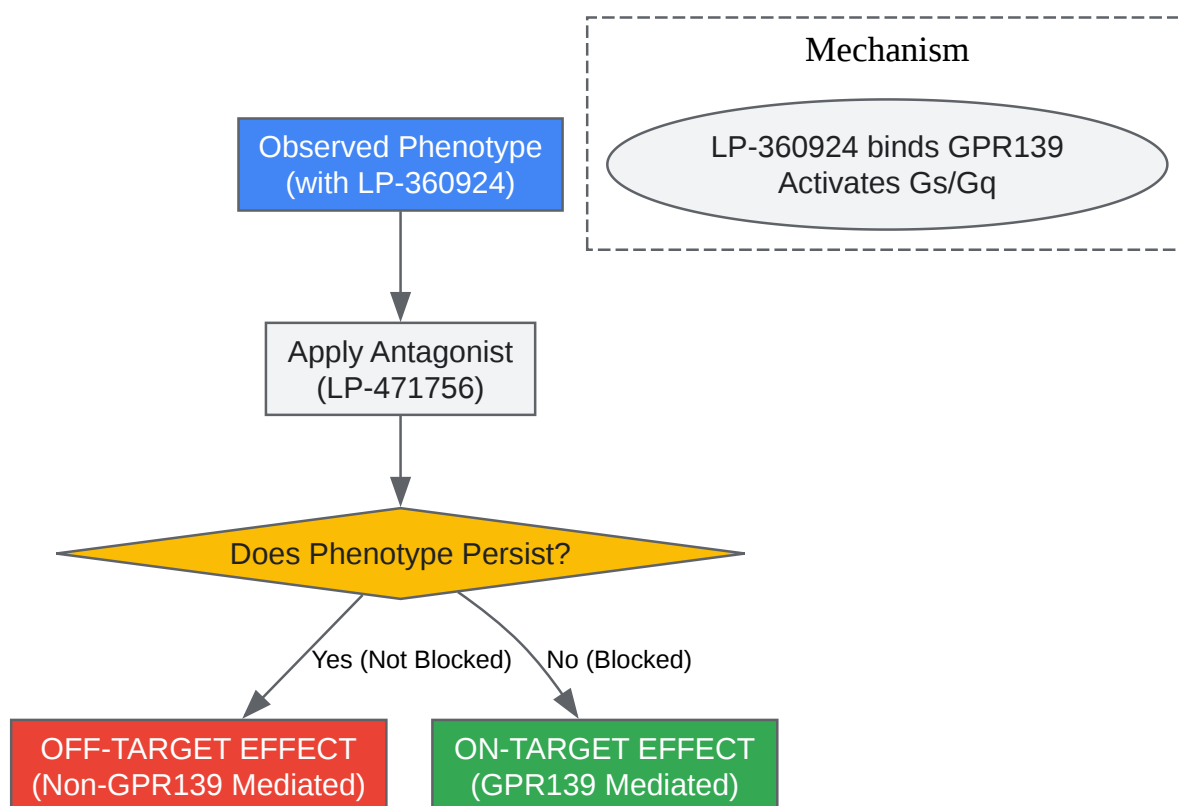 Mechanism
LP-360924 binds GPR139
Activates Gs/Gq
Observed Phenotype
(with LP-360924)
Apply Antagonist
(LP-471756)
Does Phenotype Persist?
Yes (Not Blocked)
No (Blocked)
OFF-TARGET EFFECT
(Non-GPR139 Mediated)
ON-TARGET EFFECT
(GPR139 Mediated)